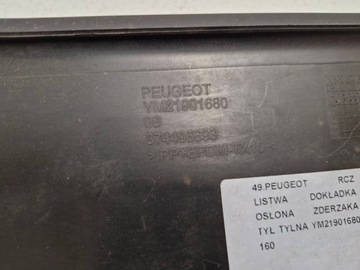 PEUGEOT
YM21901680
49.PEUGEOT RCZ
LISTWA DOKŁADKA
OSŁONA ZDERZAKA
TYŁ TYLNA YM21901680
160